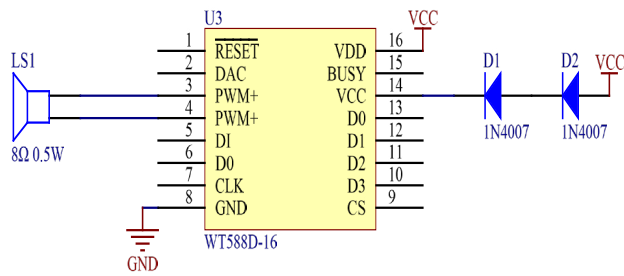 U3
VCC
1 RESET VDD 16
LS1
2 DAC BUSY 15
D1 D2 VCC
3 PWM+ VCC 14
4 PWM+ D0 13
1N4007 1N4007
5 DI D1 12
8Ω 0.5W
6 D0 D2 11
7 CLK D3 10
8 GND CS 9
WT588D-16
GND